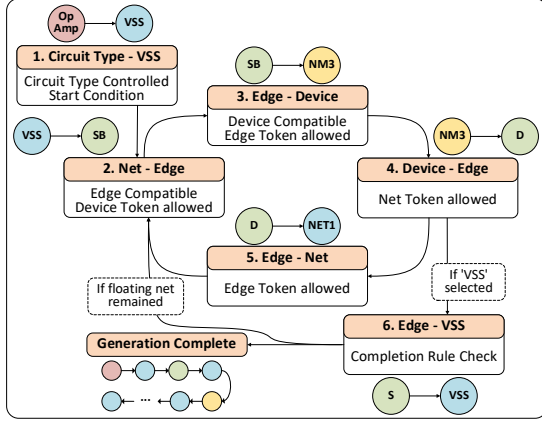 Op
Amp
VSS
1. Circuit Type - VSS
Circuit Type Controlled
Start Condition
SB
NM3
3. Edge - Device
Device Compatible
Edge Token allowed
VSS
SB
2. Net - Edge
Edge Compatible
Device Token allowed
NM3
D
4. Device - Edge
Net Token allowed
D
NET1
5. Edge - Net
Edge Token allowed
If floating net
remained
If 'VSS'
selected
6. Edge - VSS
Completion Rule Check
Generation Complete
...
S
VSS